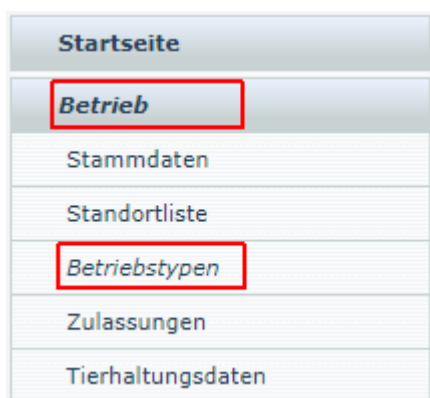 Startseite
Betrieb
Stammdaten
Standortliste
Betriebstypen
Zulassungen
Tierhaltungsdaten